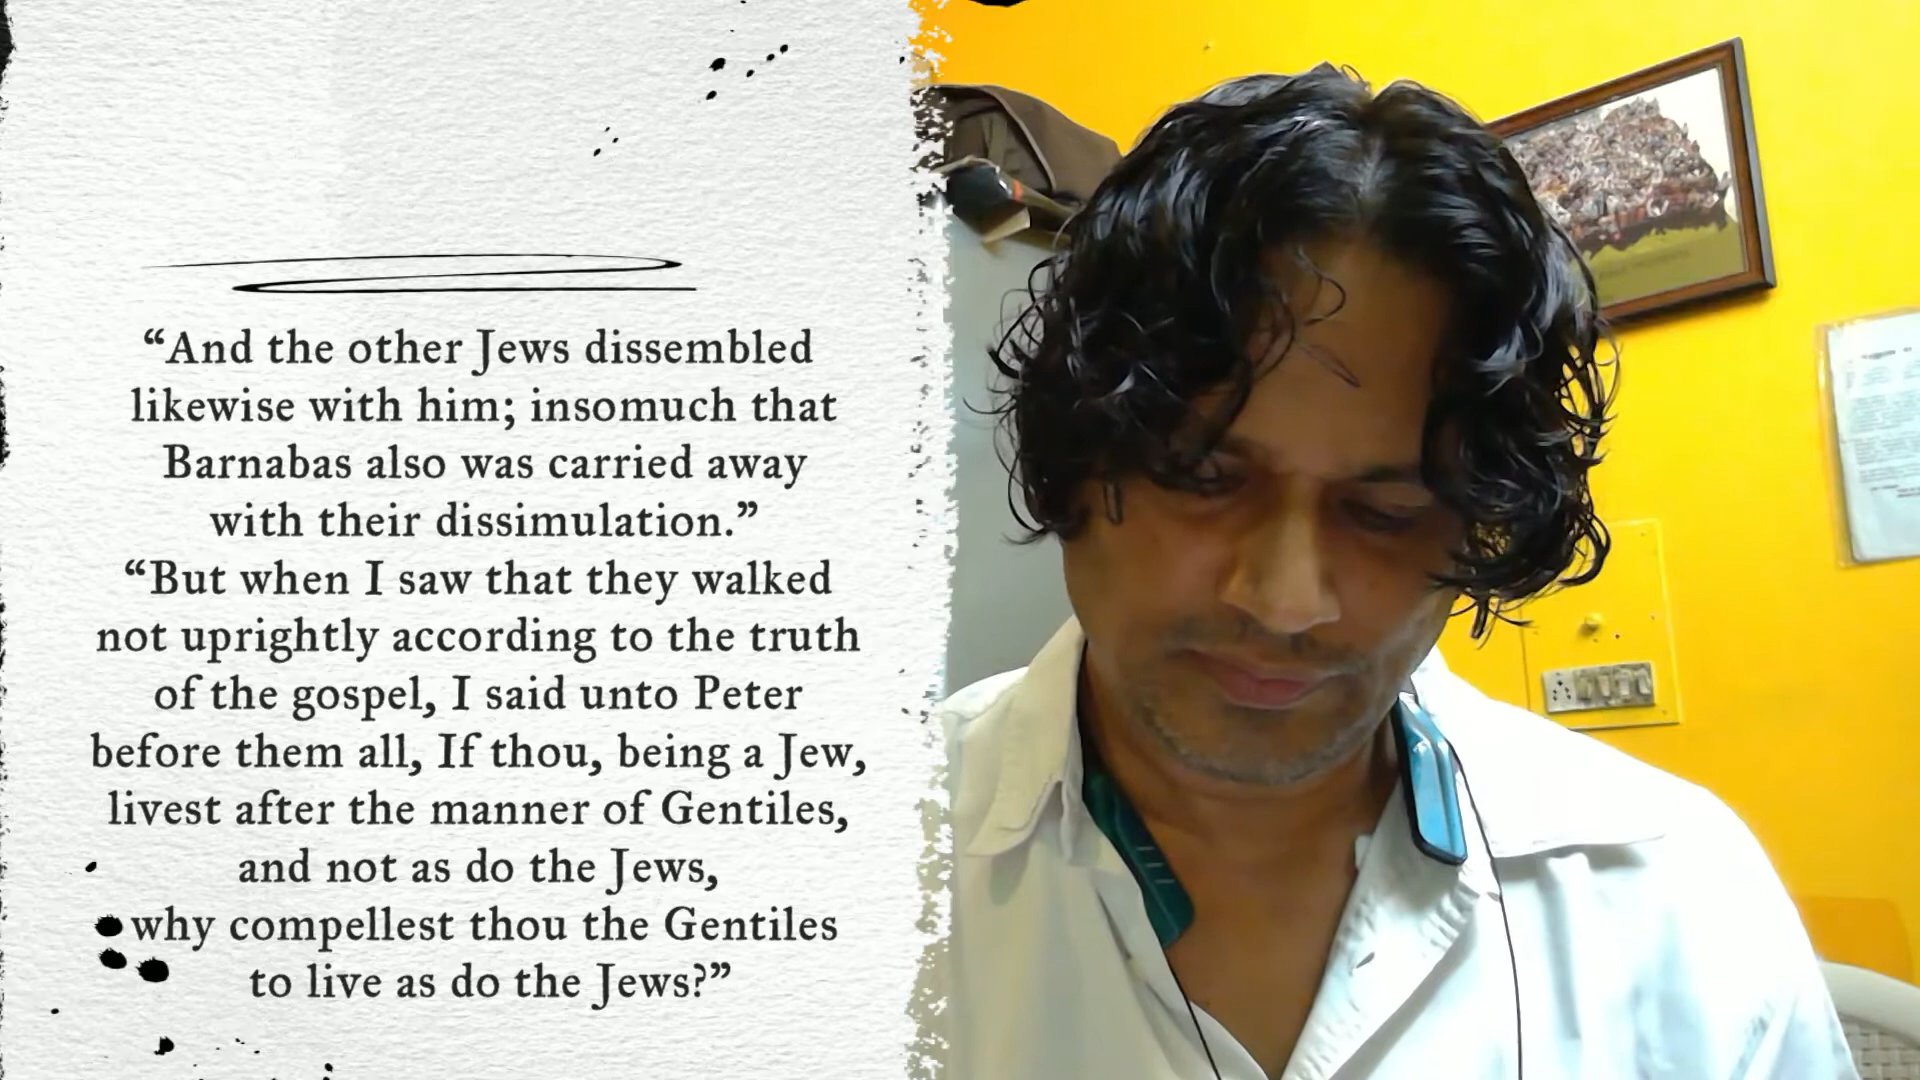 “And the other Jews dissembled
likewise with him; insomuch that
Barnabas also was carried away
with their dissimulation.”
“But when I saw that they walked
not uprightly according to the truth
of the gospel, I said unto Peter
before them all, If thou, being a Jew,
livest after the manner of Gentiles,
and not as do the Jews,
why compellest thou the Gentiles
to live as do the Jews?”